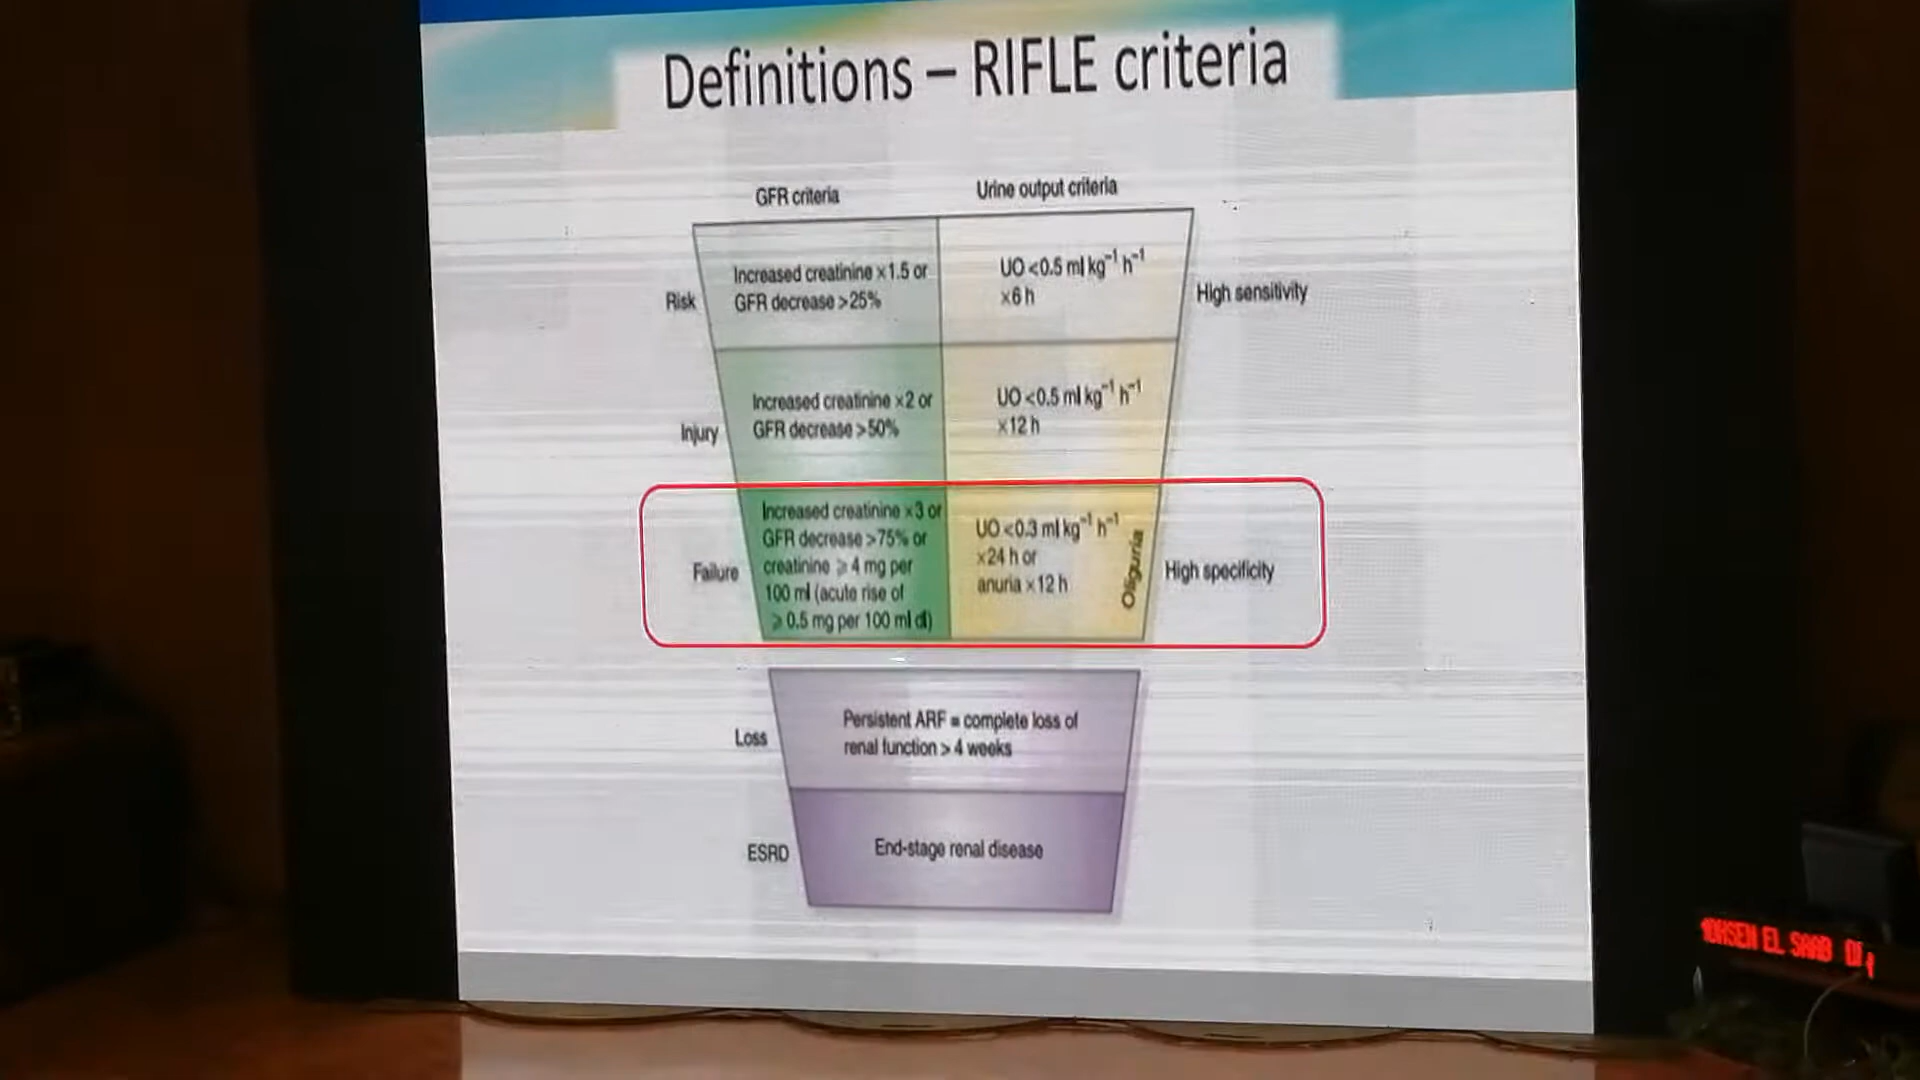 Definitions – RIFLE criteria
GFR criteria
Urine output criteria
Risk
Increased creatinine ×1.5 or
GFR decrease >25%
UO <0.5 ml kg⁻¹ h⁻¹
×6 h
High sensitivity
Injury
Increased creatinine ×2 or
GFR decrease >50%
UO <0.5 ml kg⁻¹ h⁻¹
×12 h
Failure
Increased creatinine ×3 or
GFR decrease >75% or
creatinine ⩾ 4 mg per
100 ml (acute rise of
⩾ 0.5 mg per 100 ml dl)
UO <0.3 ml kg⁻¹ h⁻¹
×24 h or
anuria ×12 h
Oliguria
High specificity
Loss
Persistent ARF = complete loss of
renal function > 4 weeks
ESRD
End-stage renal disease
EL SAAB